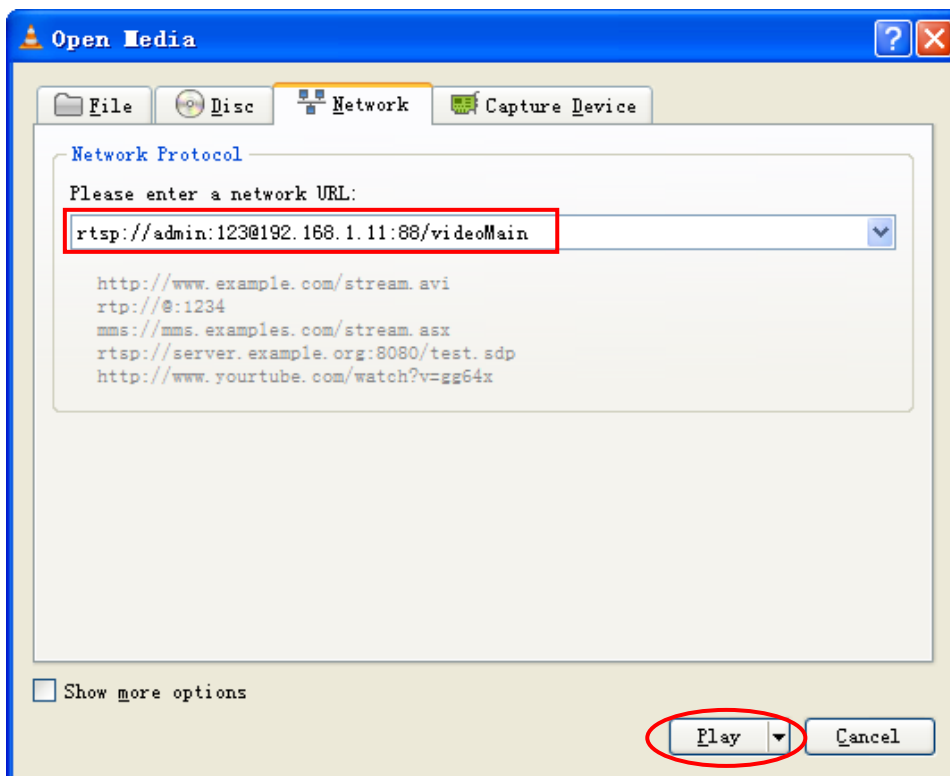 Open Media
File Disc Network Capture Device
Network Protocol
Please enter a network URL:
rtsp://admin:123@192.168.1.11:88/videoMain
http://www.example.com/stream.avi
rtp://@:1234
mms://mms.examples.com/stream.asx
rtsp://server.example.org:8080/test.sdp
http://www.yourtube.com/watch?v=gg64x
Show more options
Play Cancel